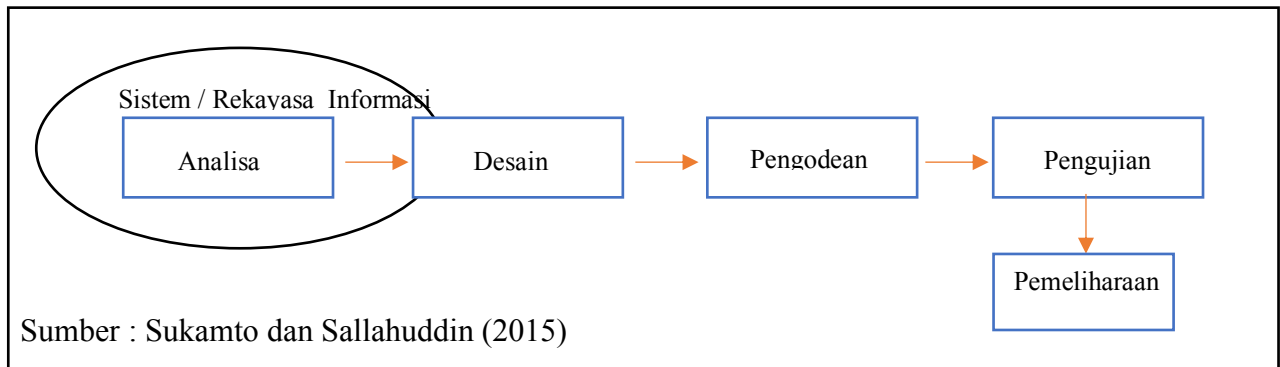 Sistem / Rekayasa Informasi
Analisa
Desain
Pengodean
Pengujian
Pemeliharaan
Sumber : Sukamto dan Sallahuddin (2015)